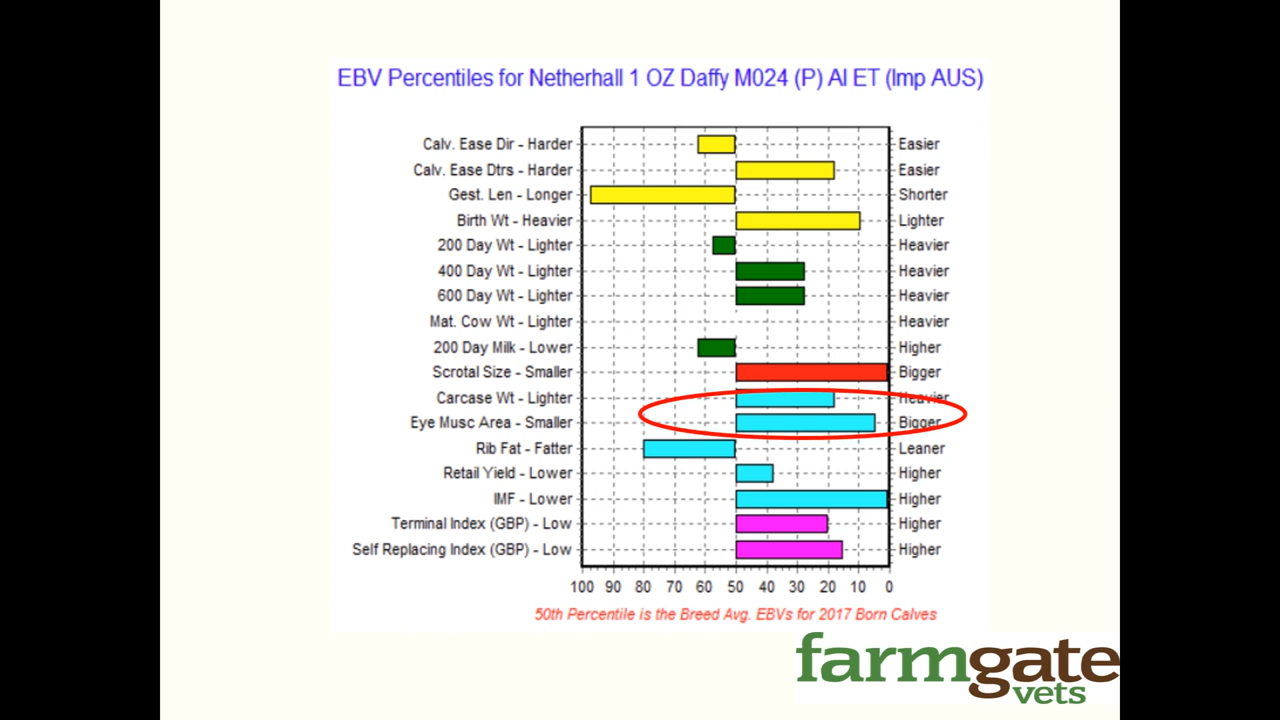 EBV Percentiles for Netherhall 1 OZ Daffy M024 (P) AI ET (Imp AUS)
Calv. Ease Dir - Harder Easier
Calv. Ease Dtrs - Harder Easier
Gest. Len - Longer Shorter
Birth Wt - Heavier Lighter
200 Day Wt - Lighter Heavier
400 Day Wt - Lighter Heavier
600 Day Wt - Lighter Heavier
Mat. Cow Wt - Lighter Heavier
200 Day Milk - Lower Higher
Scrotal Size - Smaller Bigger
Carcase Wt - Lighter Heavier
Eye Musc Area - Smaller Bigger
Rib Fat - Fatter Leaner
Retail Yield - Lower Higher
IMF - Lower Higher
Terminal Index (GBP) - Low Higher
Self Replacing Index (GBP) - Low Higher
100 90 80 70 60 50 40 30 20 10 0
50th Percentile is the Breed Avg. EBVs for 2017 Born Calves
farmgate
vets